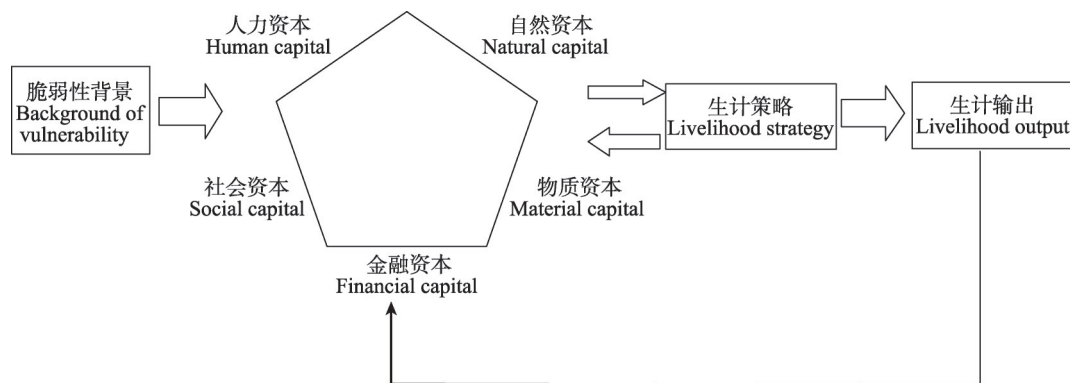 人力资本
Human capital
自然资本
Natural capital
脆弱性背景
Background of
vulnerability
生计策略
Livelihood strategy
生计输出
Livelihood output
社会资本
Social capital
物质资本
Material capital
金融资本
Financial capital